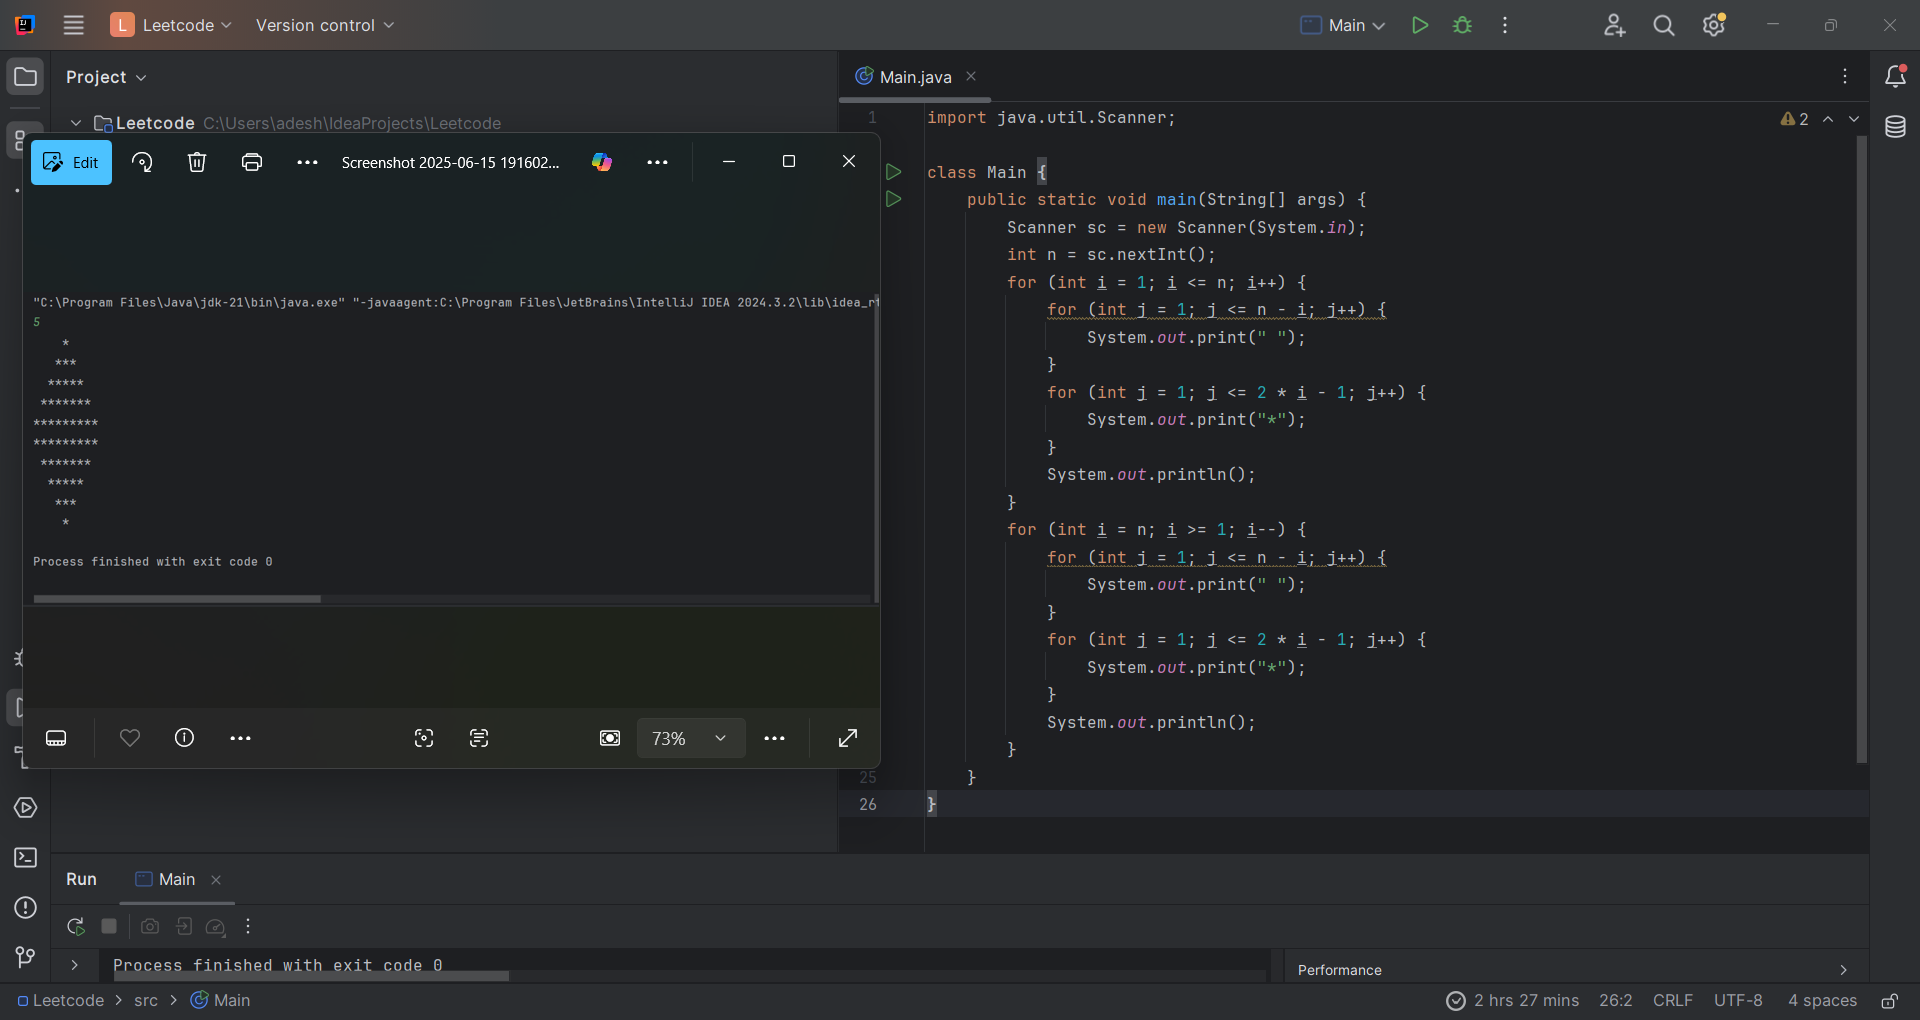 L Leetcode Version control Main
Project
Leetcode C:\Users\adesh\IdeaProjects\Leetcode
Edit Screenshot 2025-06-15 191602...
"C:\Program Files\Java\jdk-21\bin\java.exe" "-javaagent:C:\Program Files\JetBrains\IntelliJ IDEA 2024.3.2\lib\idea_rt
5
    *
   ***
  *****
 *******
*********
*********
 *******
  *****
   ***
    *
Process finished with exit code 0
73%
Main.java
1 import java.util.Scanner;
2
class Main {
    public static void main(String[] args) {
        Scanner sc = new Scanner(System.in);
        int n = sc.nextInt();
        for (int i = 1; i <= n; i++) {
            for (int j = 1; j <= n - i; j++) {
                System.out.print(" ");
            }
            for (int j = 1; j <= 2 * i - 1; j++) {
                System.out.print("*");
            }
            System.out.println();
        }
        for (int i = n; i >= 1; i--) {
            for (int j = 1; j <= n - i; j++) {
                System.out.print(" ");
            }
            for (int j = 1; j <= 2 * i - 1; j++) {
                System.out.print("*");
            }
            System.out.println();
        }
25     }
26 }
Run Main
Process finished with exit code 0
Performance
Leetcode > src > Main
2 hrs 27 mins 26:2 CRLF UTF-8 4 spaces